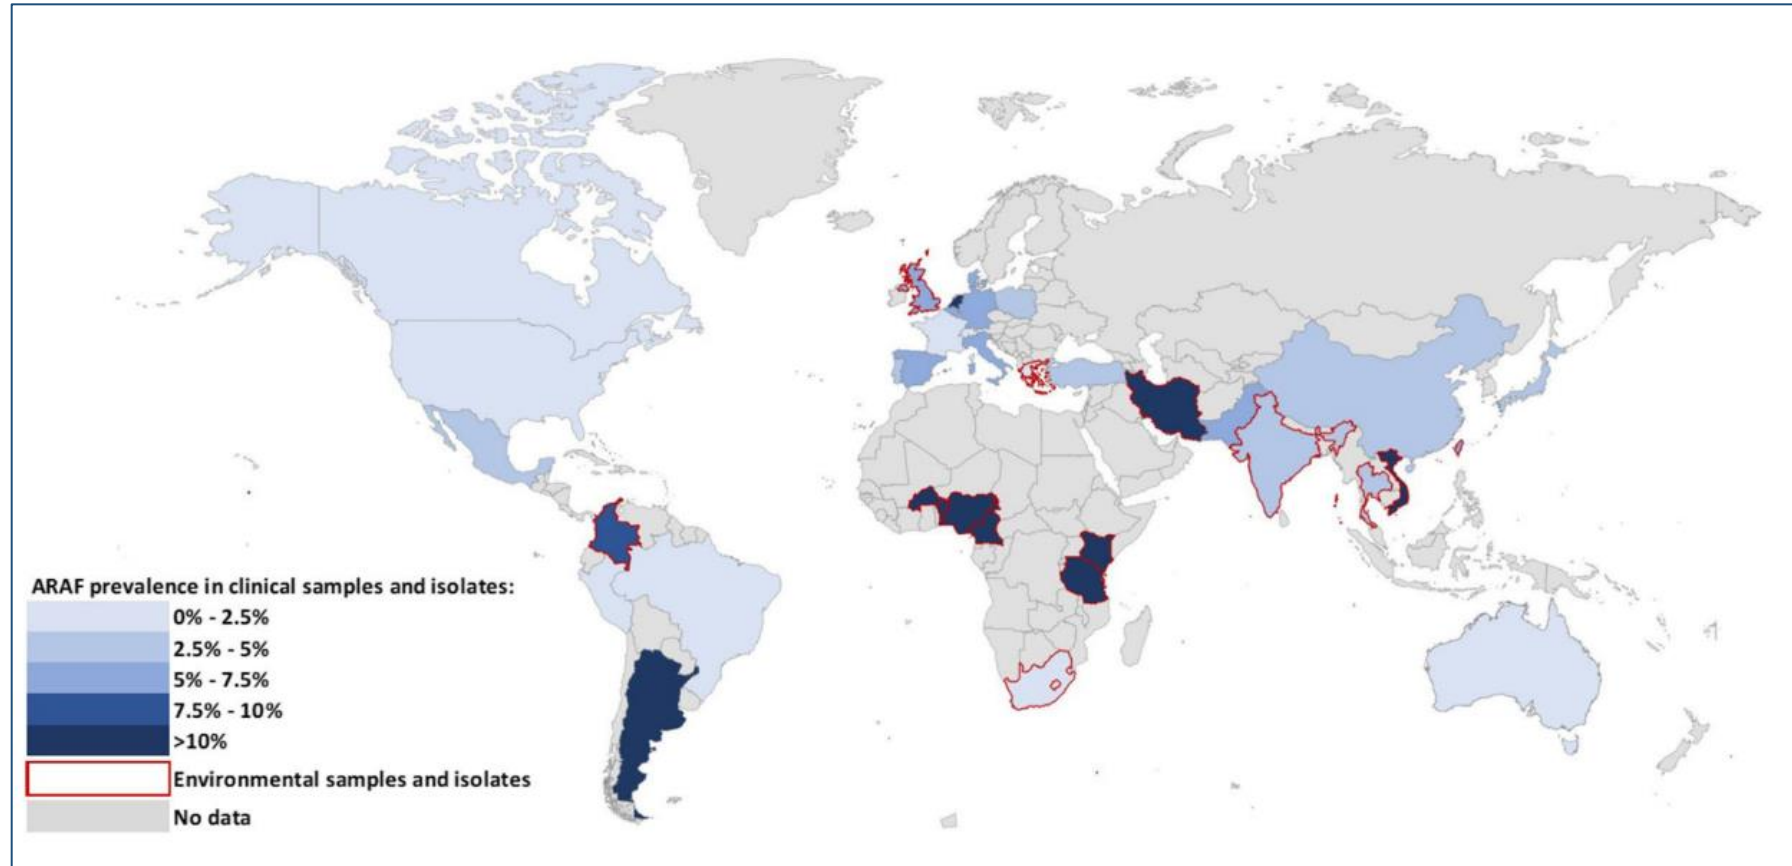 ARAF prevalence in clinical samples and isolates:
0% - 2.5%
2.5% - 5%
5% - 7.5%
7.5% - 10%
>10%
Environmental samples and isolates
No data